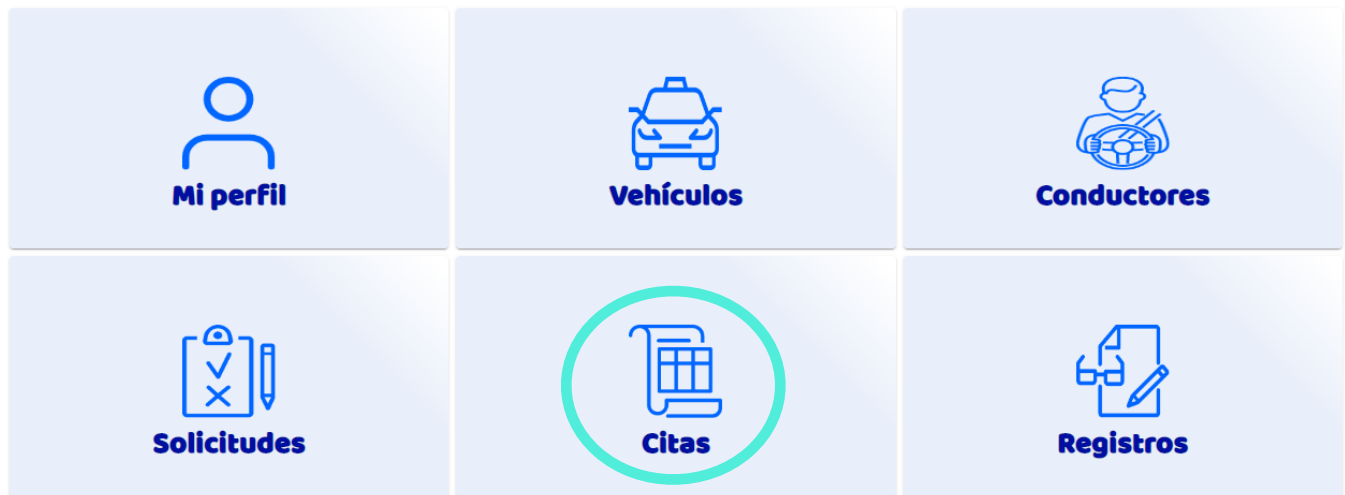 Mi perfil
Vehículos
Conductores
Solicitudes
Citas
Registros